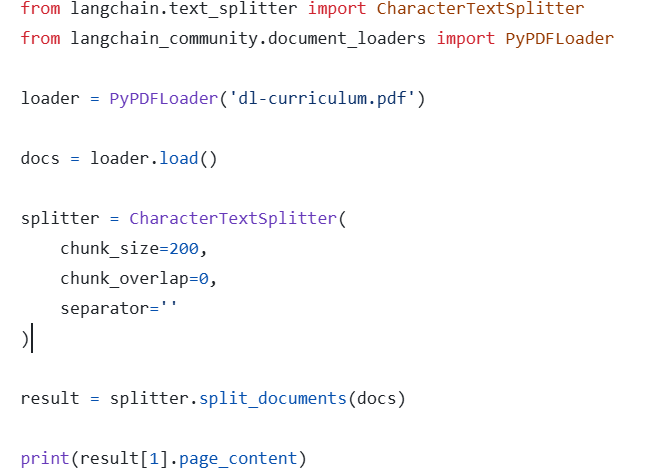 from langchain.text_splitter import CharacterTextSplitter
from langchain_community.document_loaders import PyPDFLoader
loader = PyPDFLoader('dl-curriculum.pdf')
docs = loader.load()
splitter = CharacterTextSplitter(
    chunk_size=200,
    chunk_overlap=0,
    separator=''
)
result = splitter.split_documents(docs)
print(result[1].page_content)